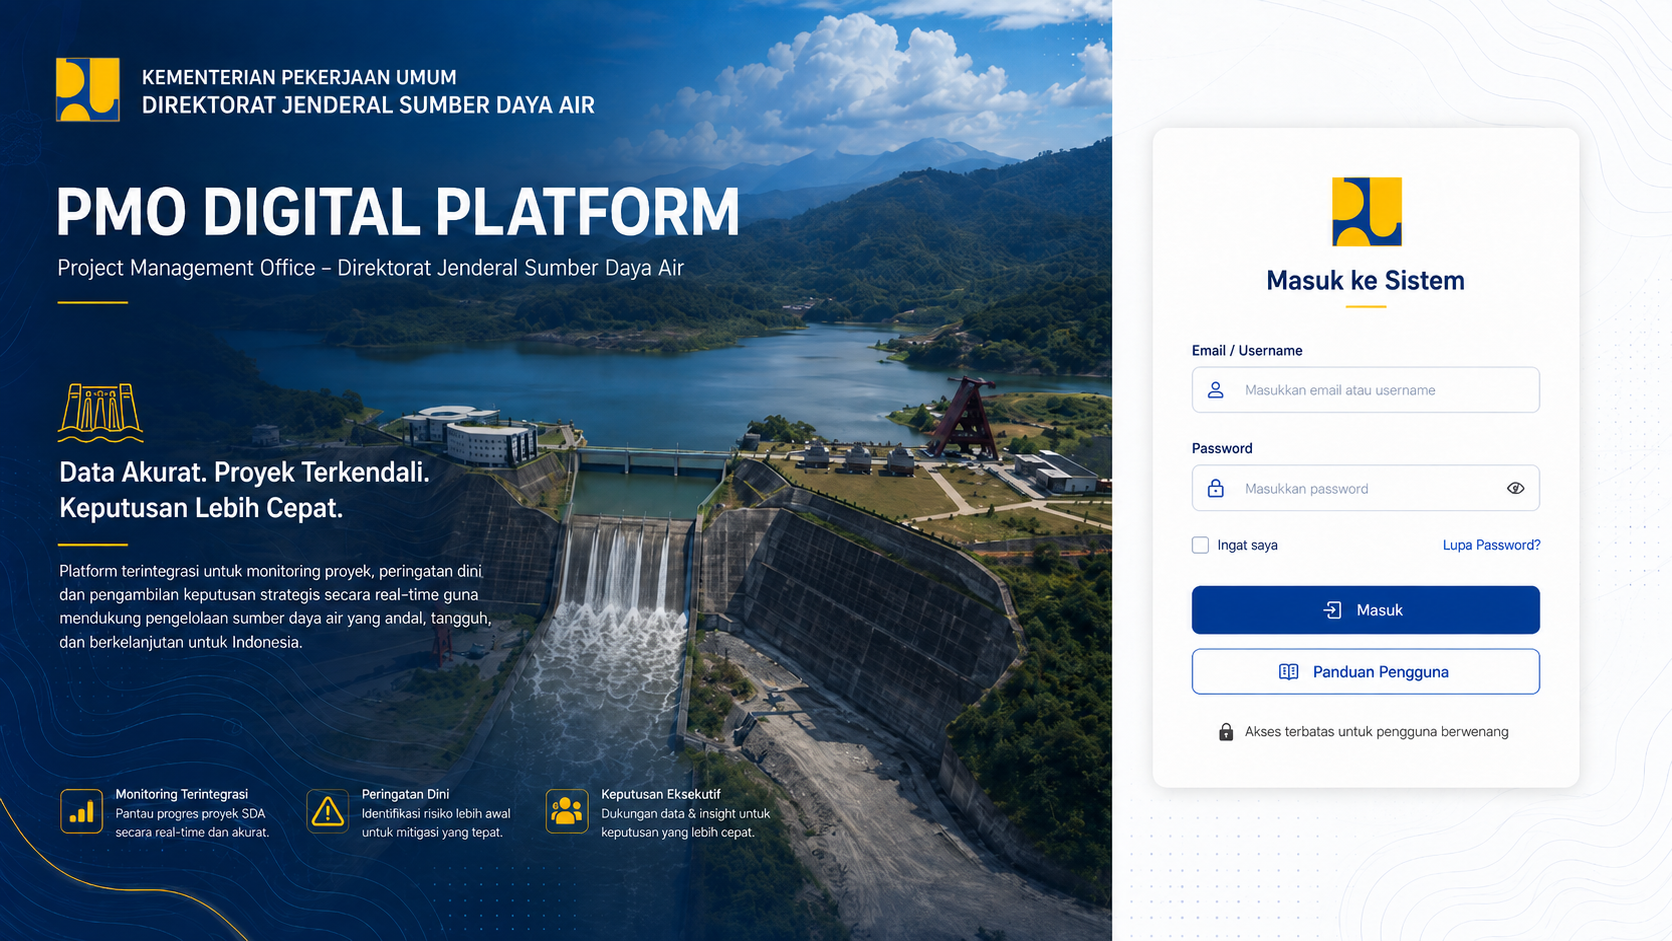 KEMENTERIAN PEKERJAAN UMUM
DIREKTORAT JENDERAL SUMBER DAYA AIR
PMO DIGITAL PLATFORM
Project Management Office – Direktorat Jenderal Sumber Daya Air
Data Akurat. Proyek Terkendali.
Keputusan Lebih Cepat.
Platform terintegrasi untuk monitoring proyek, peringatan dini
dan pengambilan keputusan strategis secara real-time guna
mendukung pengelolaan sumber daya air yang andal, tangguh,
dan berkelanjutan untuk Indonesia.
Monitoring Terintegrasi
Pantau progres proyek SDA
secara real-time dan akurat.
Peringatan Dini
Identifikasi risiko lebih awal
untuk mitigasi yang tepat.
Keputusan Eksekutif
Dukungan data & insight untuk
keputusan yang lebih cepat.
Masuk ke Sistem
Email / Username
Masukkan email atau username
Password
Masukkan password
Ingat saya
Lupa Password?
Masuk
Panduan Pengguna
Akses terbatas untuk pengguna berwenang